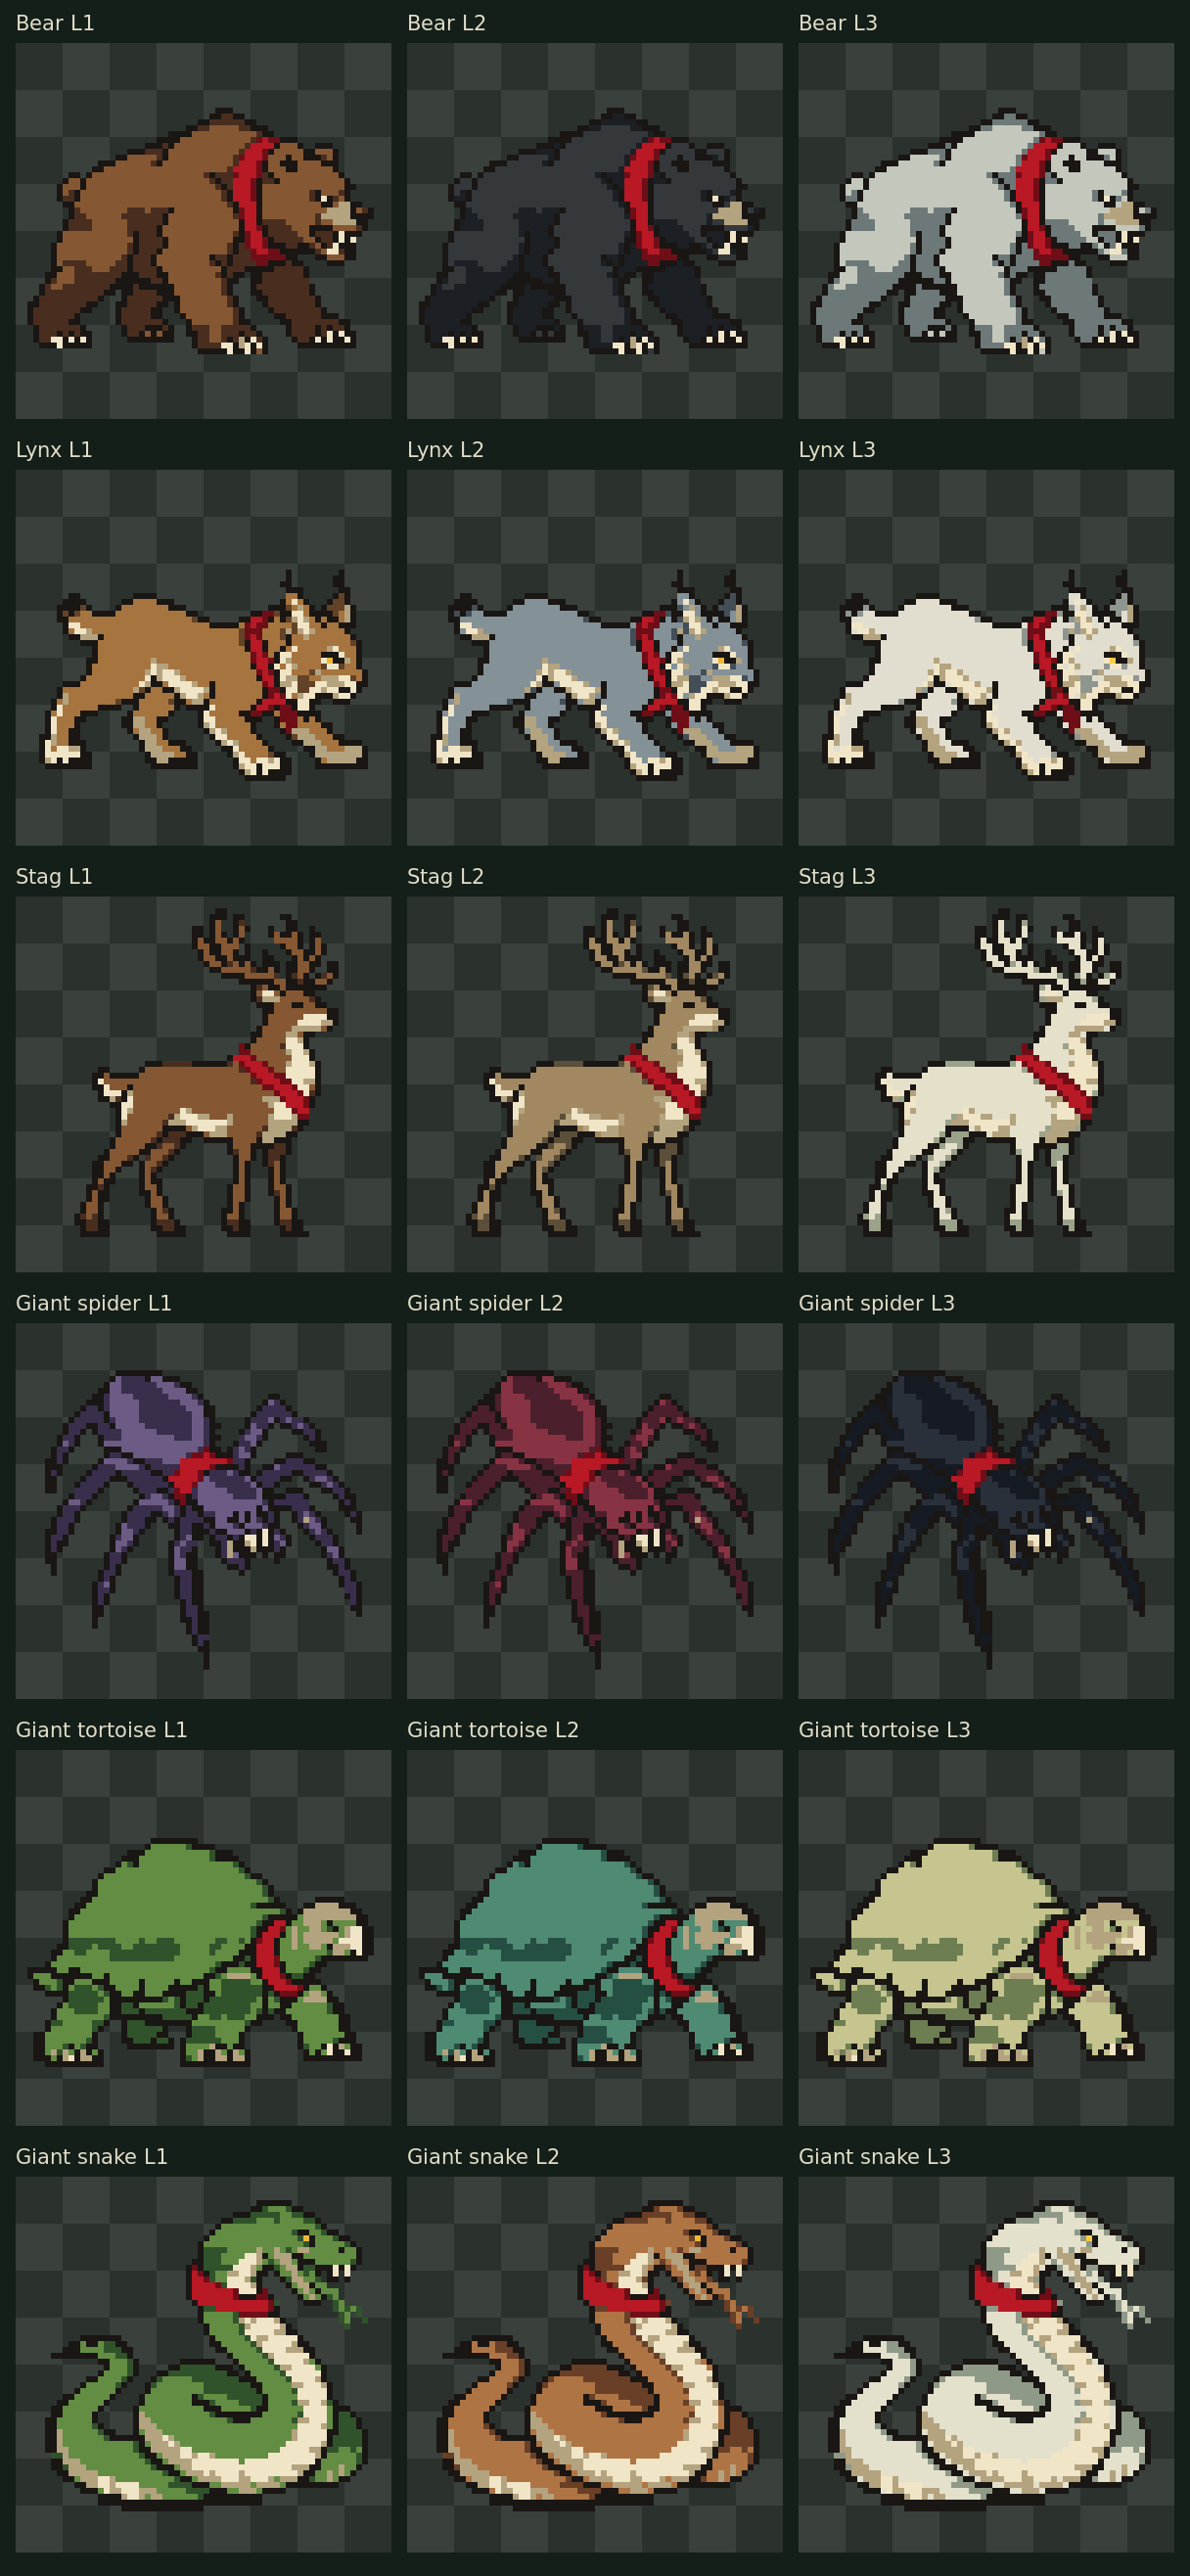 Bear L1
Bear L2
Bear L3
Lynx L1
Lynx L2
Lynx L3
Stag L1
Stag L2
Stag L3
Giant spider L1
Giant spider L2
Giant spider L3
Giant tortoise L1
Giant tortoise L2
Giant tortoise L3
Giant snake L1
Giant snake L2
Giant snake L3